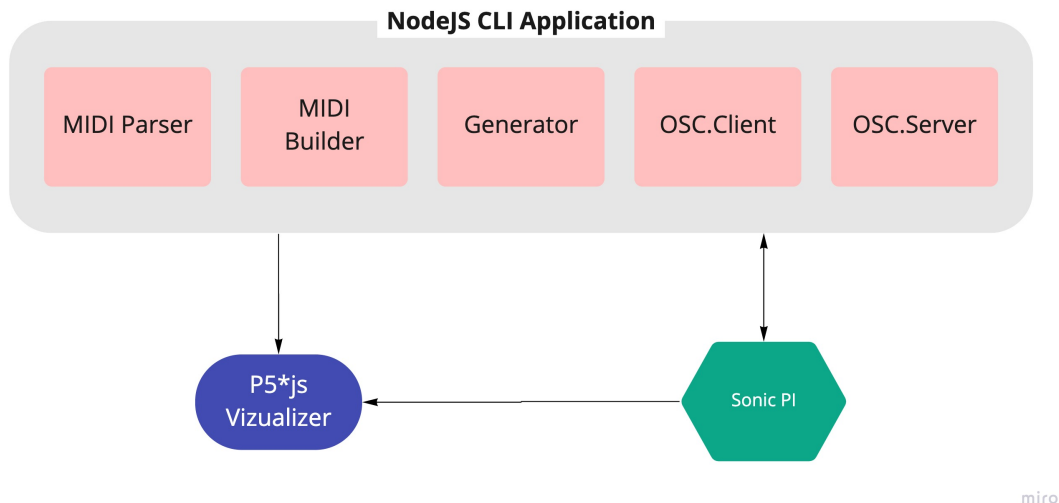 NodeJS CLI Application
MIDI Parser
MIDI
Builder
Generator
OSC.Client
OSC.Server
P5*js
Vizualizer
Sonic PI
miro